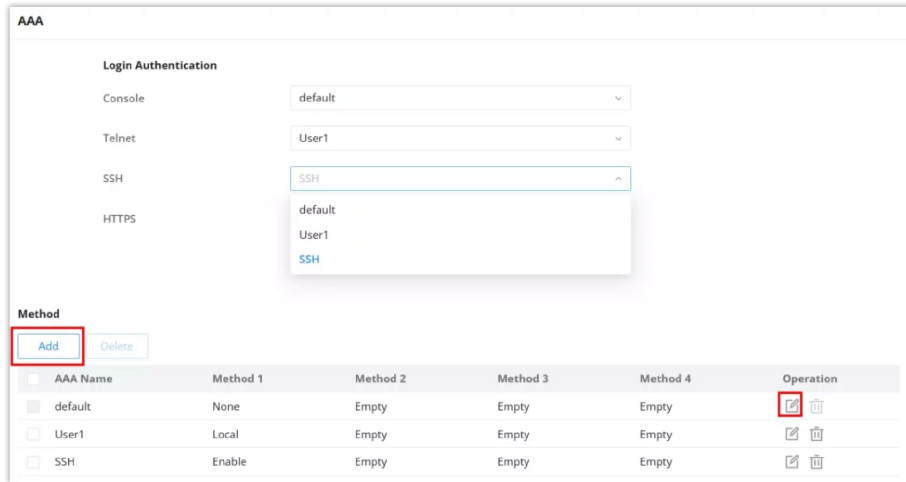 AAA
Login Authentication
Console default
Telnet User1
SSH SSH
default
HTTPS
User1
SSH
Method
Add Delete
AAA Name Method 1 Method 2 Method 3 Method 4 Operation
default None Empty Empty Empty
User1 Local Empty Empty Empty
SSH Enable Empty Empty Empty